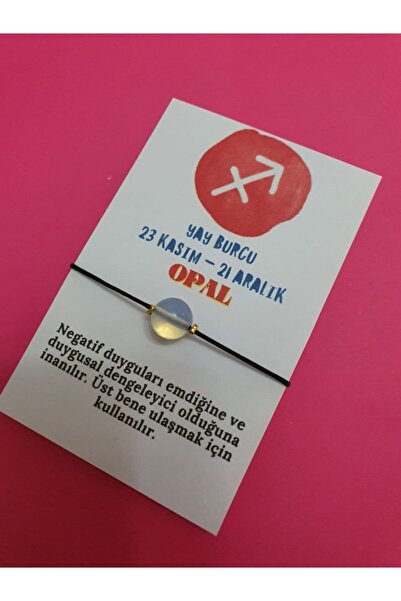 YAY BURCU
23 KASIM – 21 ARALIK
OPAL
Negatif duyguları emdiğine ve
duygusal dengeleyici olduğuna
inanılır. Üst bene ulaşmak için
kullanılır.